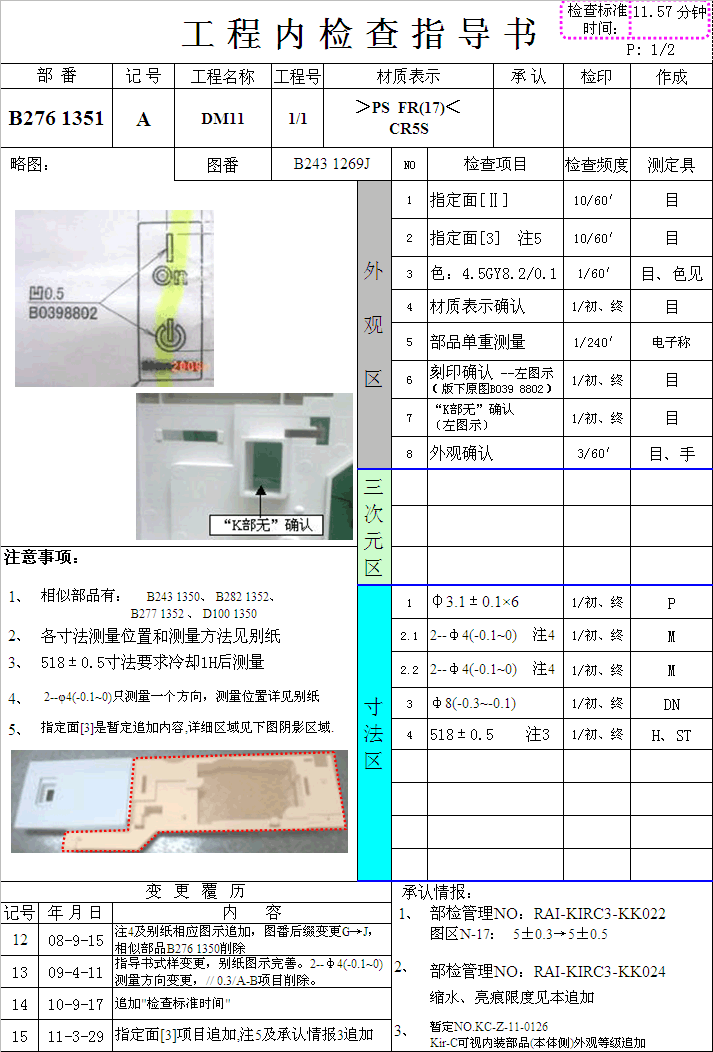 工程内检查指导书
检查标准时间： 11.57 分钟
P: 1/2
部 番 记 号 工程名称 工程号 材质表示 承 认 检印 作成
B276 1351 A DM11 1/1 ＞PS FR(17)＜
CR5S
略图： 图番 B243 1269J NO 检查项目 检查频度 测定具
外观区
1 指定面[Ⅱ] 10/60′ 目
2 指定面[3] 注5 10/60′ 目
3 色：4.5GY8.2/0.1 1/60′ 目、色见
4 材质表示确认 1/初、终 目
5 部品单重测量 1/240′ 电子称
6 刻印确认 --左图示
（版下原图B039 8802） 1/初、终 目
7 “K部无”确认
（左图示） 1/初、终 目
8 外观确认 3/60′ 目、手
On
凹0.5
B0398802
“K部无”确认
三次元区
寸法区
1 φ3.1±0.1×6 1/初、终 P
2.1 2--φ4(-0.1~0) 注4 1/初、终 M
2.2 2--φ4(-0.1~0) 注4 1/初、终 M
3 φ8(-0.3~-0.1) 1/初、终 DN
4 518±0.5 注3 1/初、终 H、ST
注意事项：
1、 相似部品有： B243 1350、 B282 1352、
B277 1352 、 D100 1350
2、 各寸法测量位置和测量方法见别纸
3、 518±0.5寸法要求冷却1H后测量
4、 2--φ4(-0.1~0)只测量一个方向，测量位置详见别纸
5、 指定面[3]是暂定追加内容,详细区域见下图阴影区域.
变 更 履 历
记号 年 月 日 内 容
12 08-9-15 注4及别纸相应图示追加，图番后缀变更G→J，
相似部品B276 1350削除
13 09-4-11 指导书式样变更，别纸图示完善。2--φ4(-0.1~0)
测量方向变更，// 0.3/A-B项目削除。
14 10-9-17 追加"检查标准时间"
15 11-3-29 指定面[3]项目追加,注5及承认情报3追加
承认情报：
1、 部检管理NO：RAI-KIRC3-KK022
图区N-17： 5±0.3→5±0.5
2、 部检管理NO：RAI-KIRC3-KK024
缩水、亮痕限度见本追加
3、 暂定NO.KC-Z-11-0126
Kir-C可视内装部品(本体侧)外观等级追加